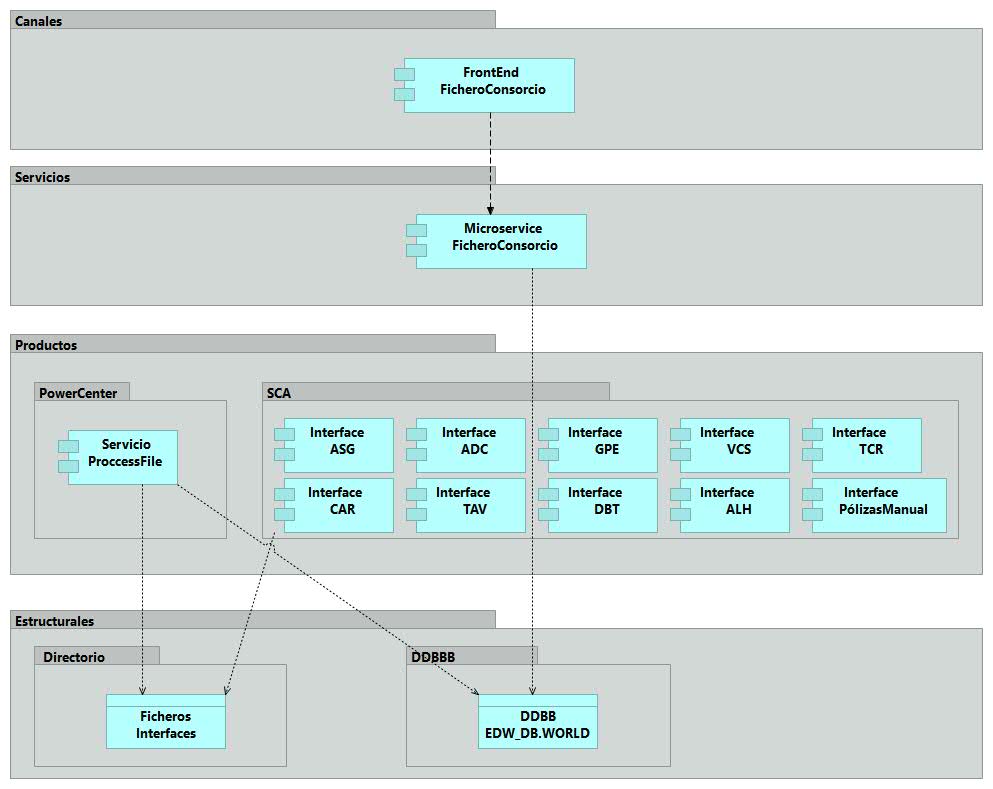 Canales
FrontEnd
FicheroConsorcio
Servicios
Microservice
FicheroConsorcio
Productos
PowerCenter
Servicio
ProccessFile
SCA
Interface
ASG
Interface
ADC
Interface
GPE
Interface
VCS
Interface
TCR
Interface
CAR
Interface
TAV
Interface
DBT
Interface
ALH
Interface
PólizasManual
Estructurales
Directorio
Ficheros
Interfaces
DDBBB
DDBB
EDW_DB.WORLD